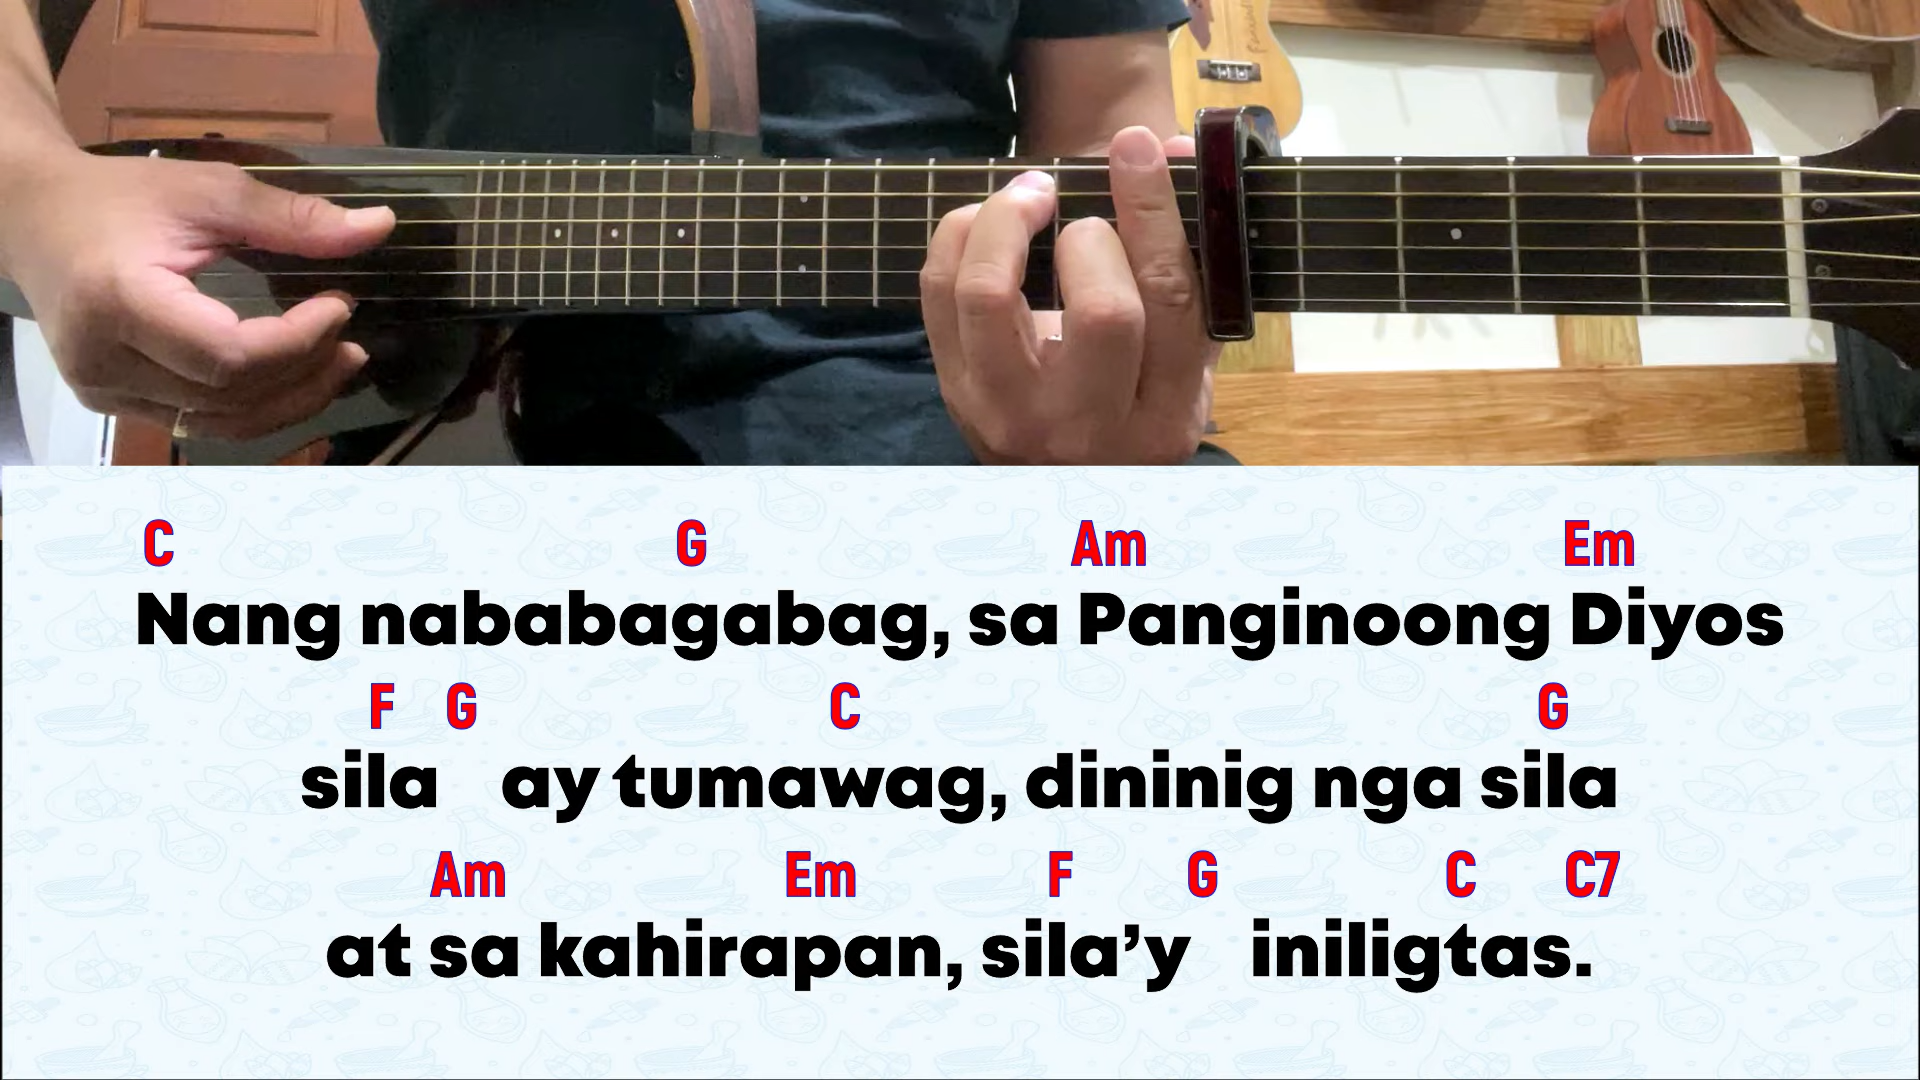 C G Am Em
Nang nababagabag, sa Panginoong Diyos
F G C G
sila ay tumawag, dininig nga sila
Am Em F G C C7
at sa kahirapan, sila’y iniligtas.